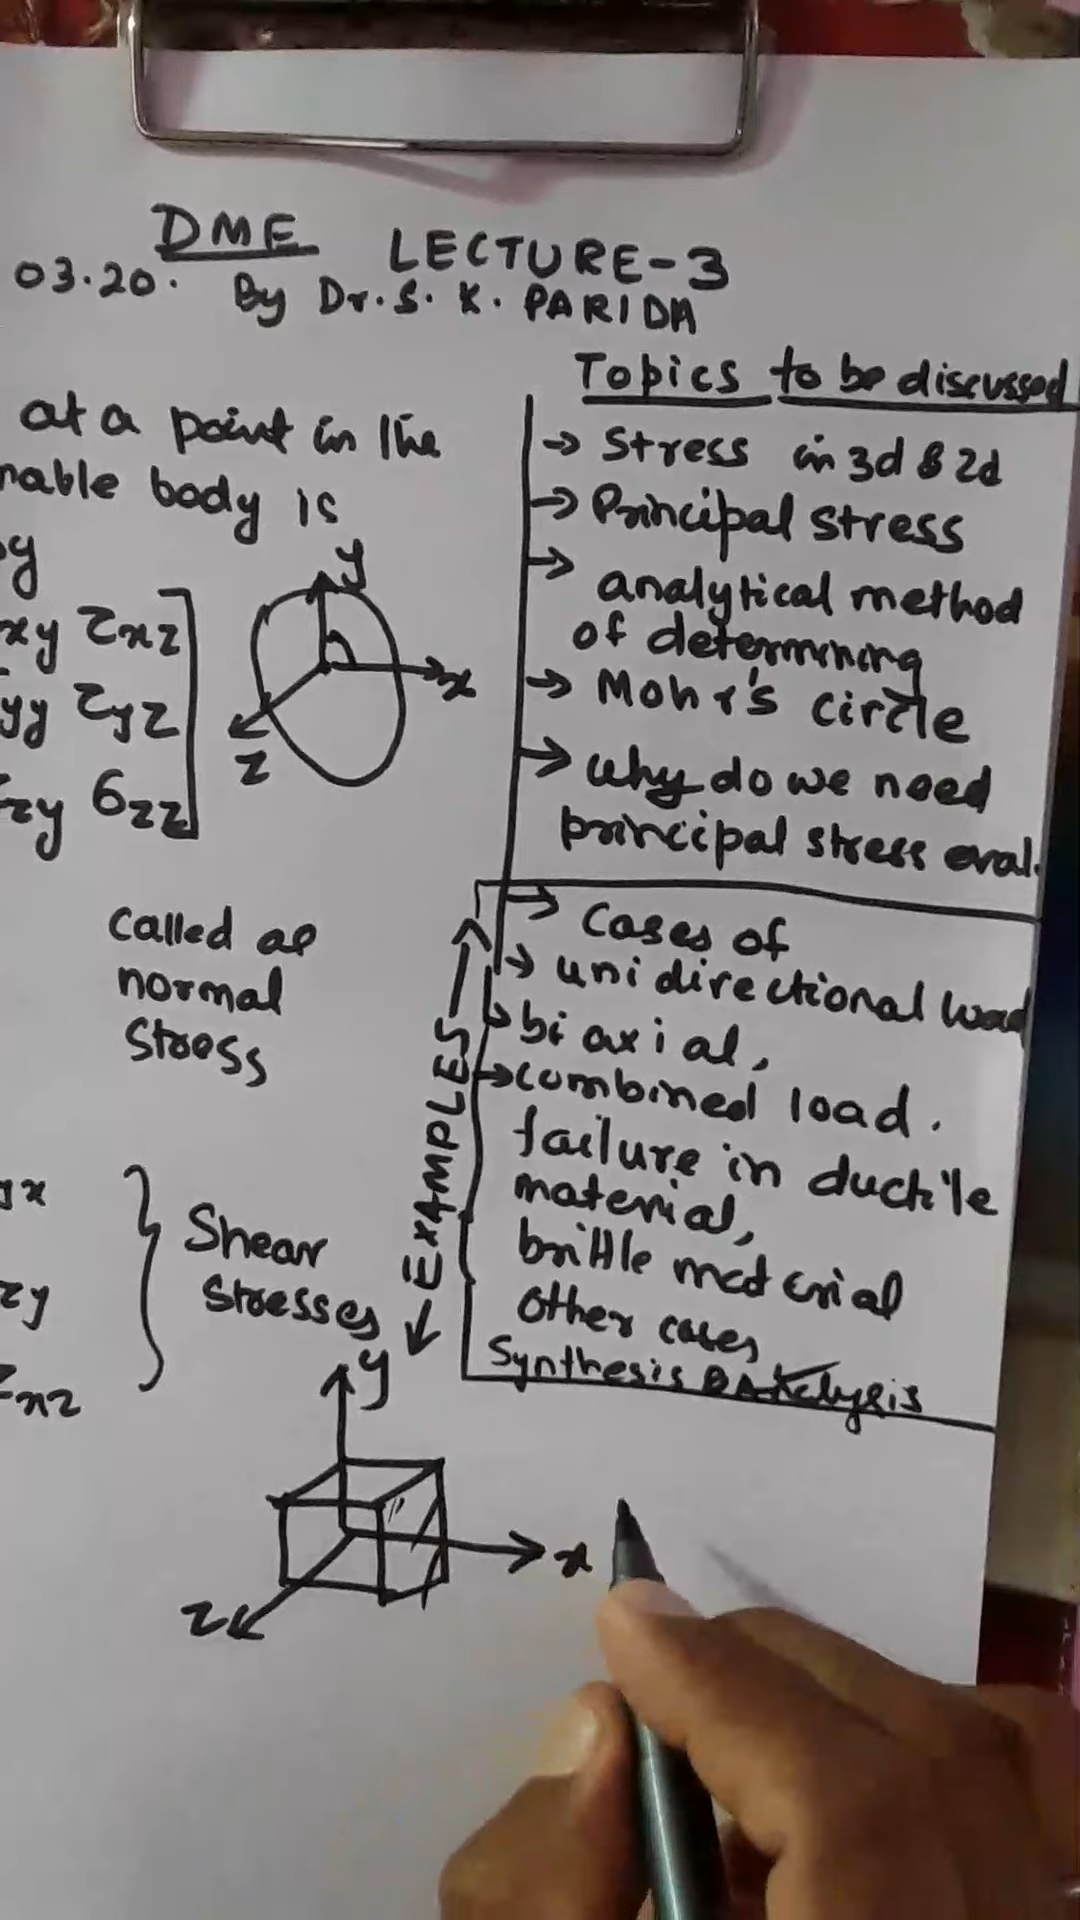 DME LECTURE-3
03.20. By Dr. S. K. PARIDA
Topics to be discussed
at a point in the
nable body is
y
xy τxz
yy τyz
zy σzz
y
x
z
called as
normal
stress
yx
zy
xz
Shear
stresses
→ Stress in 3d & 2d
→ Principal stress
→ analytical method
of determining
→ Mohr's circle
→ why do we need
principal stress eval.
→ Cases of
→ unidirectional load
→ biaxial,
→ combined load.
failure in ductile
material,
brittle material
other cases
Synthesis & Analysis
← EXAMPLES →
y
x
z